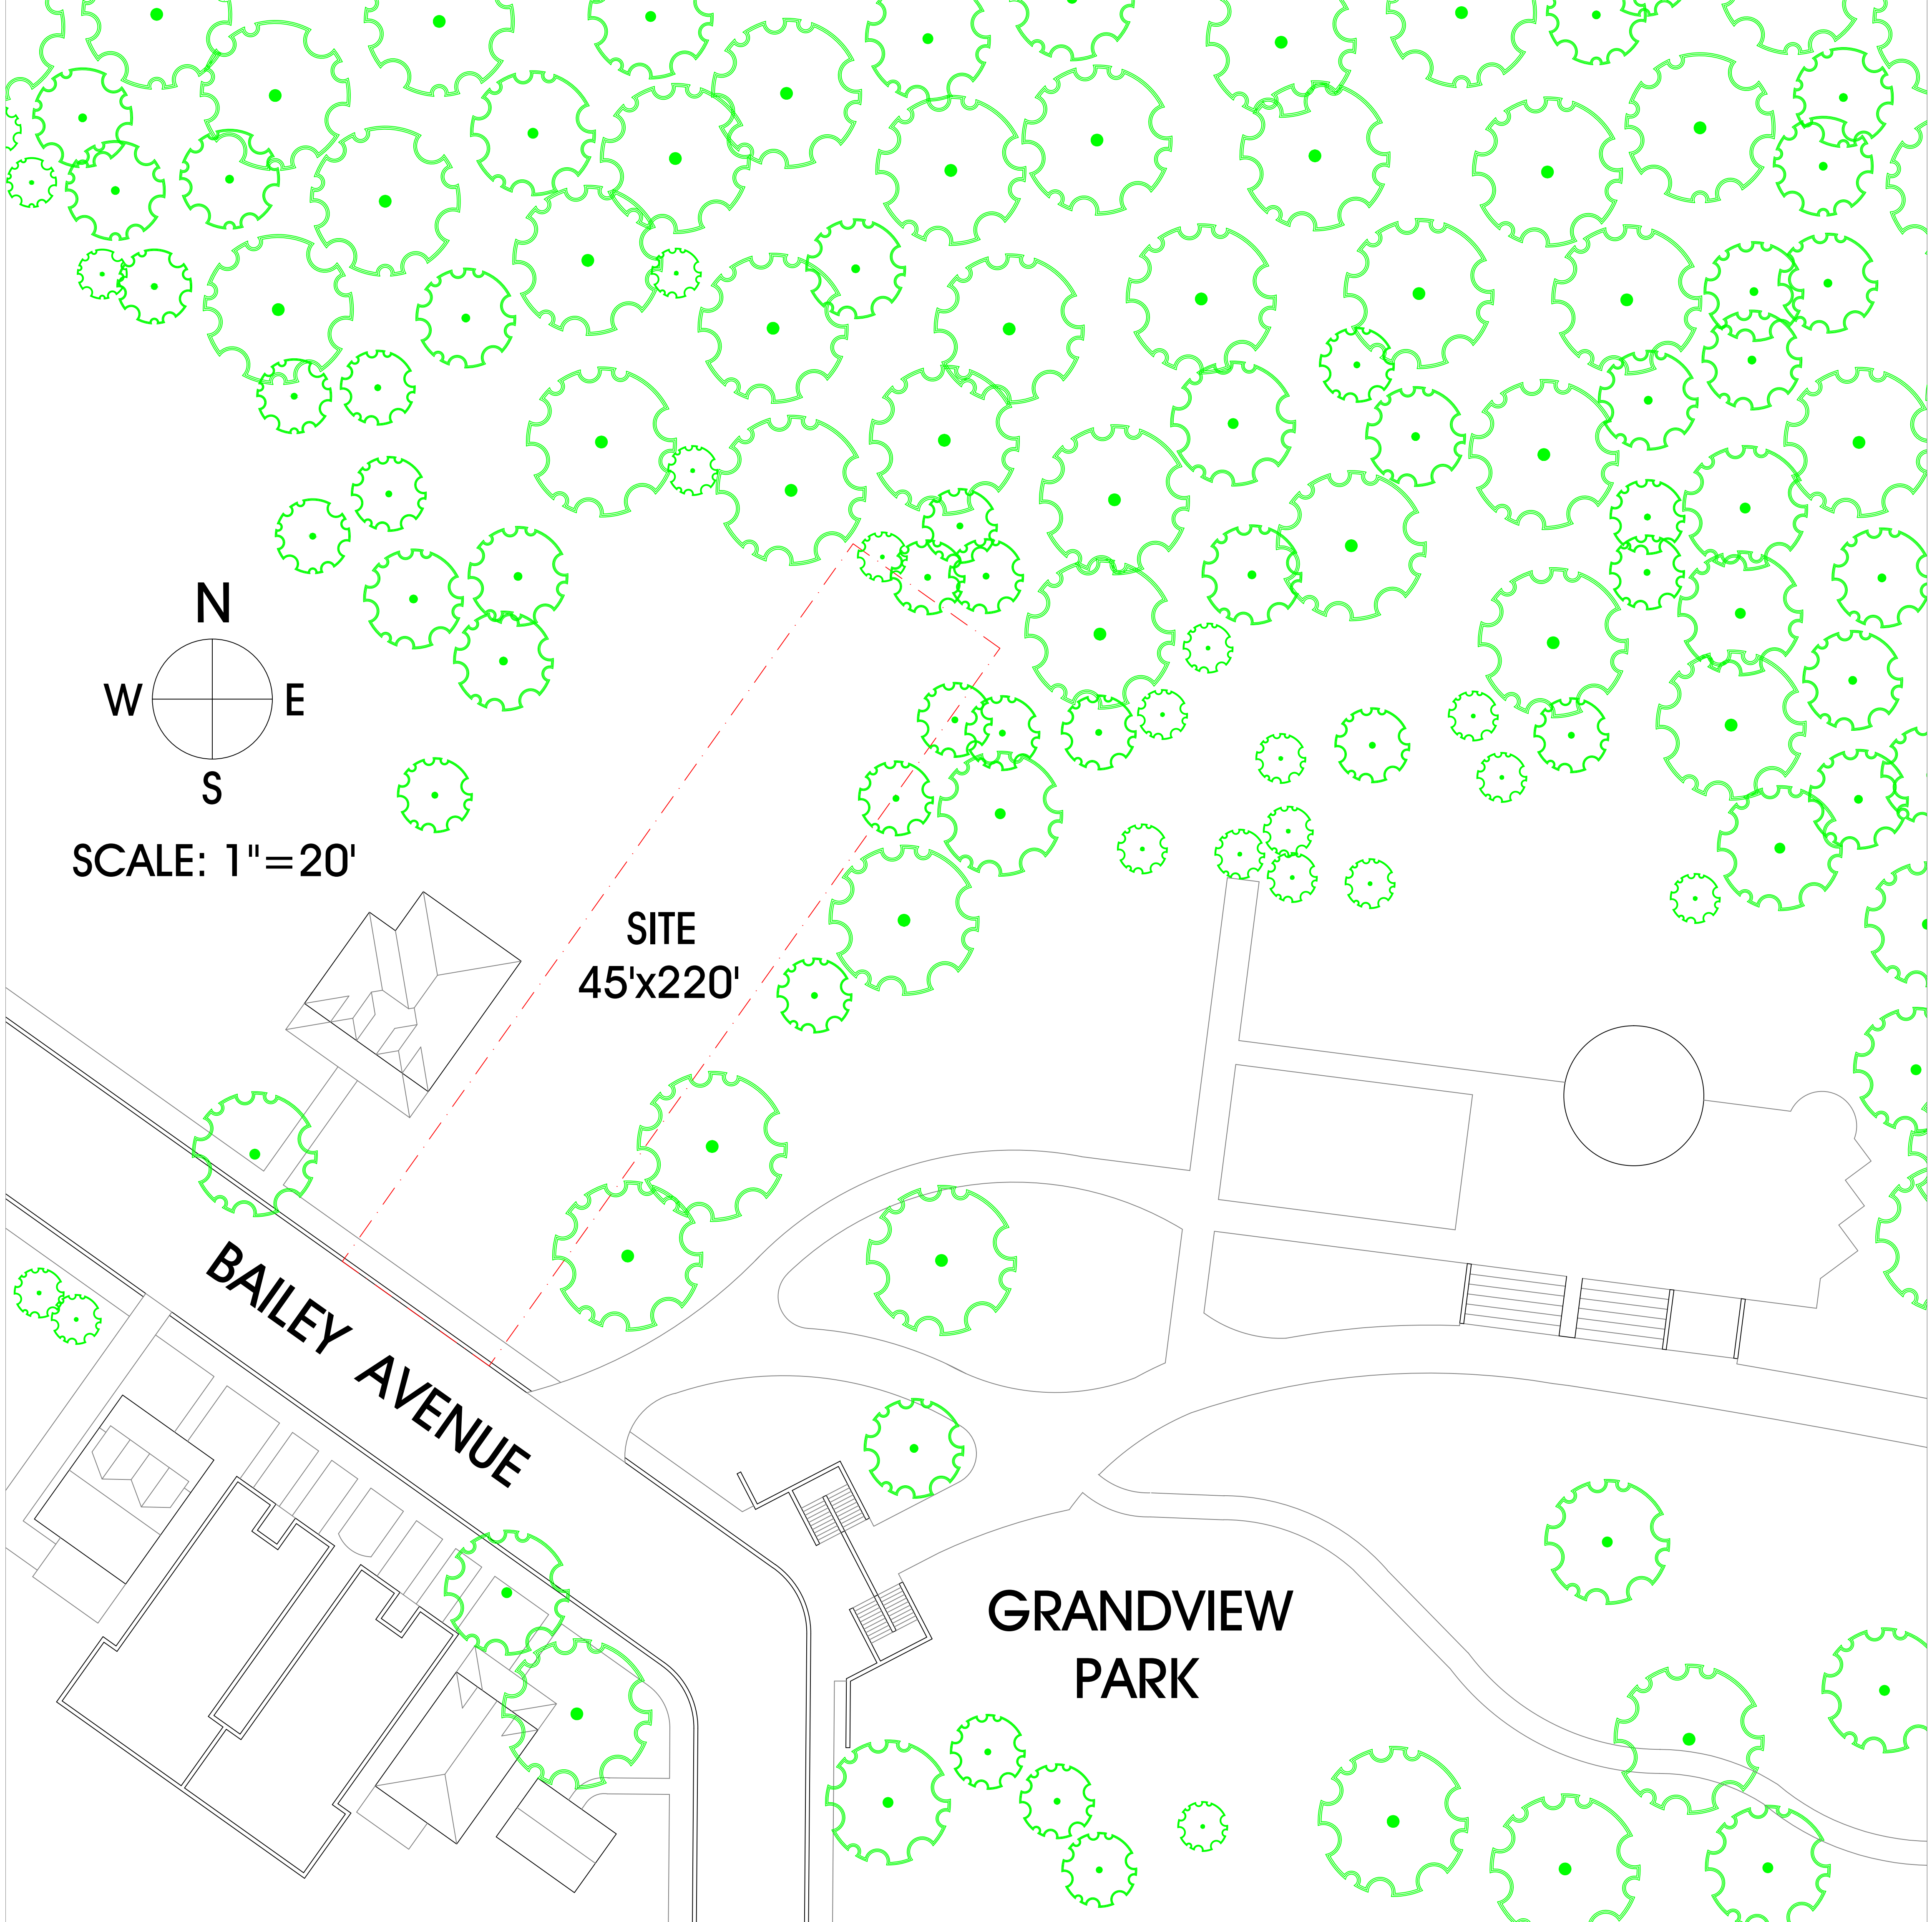 N
W E
S
SCALE: 1"=20'
SITE
45'x220'
BAILEY AVENUE
GRANDVIEW
PARK